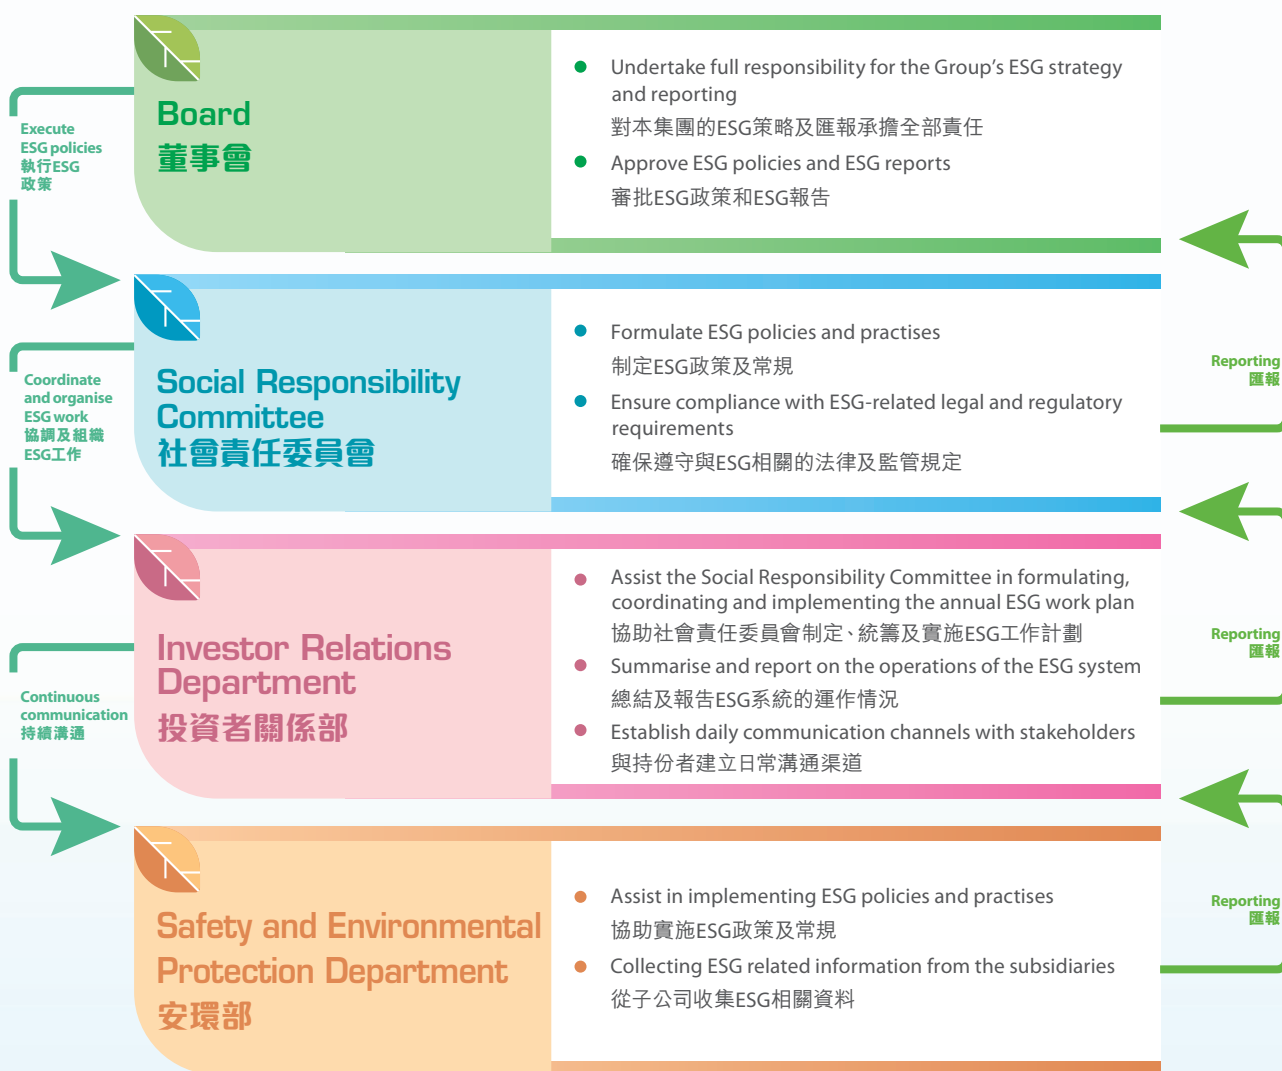 Board
董事會
Undertake full responsibility for the Group’s ESG strategy
and reporting
對本集團的ESG策略及匯報承擔全部責任
Approve ESG policies and ESG reports
審批ESG政策和ESG報告
Execute
ESG policies
執行ESG
政策
Social Responsibility
Committee
社會責任委員會
Formulate ESG policies and practises
制定ESG政策及常規
Ensure compliance with ESG-related legal and regulatory
requirements
確保遵守與ESG相關的法律及監管規定
Reporting
匯報
Coordinate
and organise
ESG work
協調及組織
ESG工作
Investor Relations
Department
投資者關係部
Assist the Social Responsibility Committee in formulating,
coordinating and implementing the annual ESG work plan
協助社會責任委員會制定、統籌及實施ESG工作計劃
Summarise and report on the operations of the ESG system
總結及報告ESG系統的運作情況
Establish daily communication channels with stakeholders
與持份者建立日常溝通渠道
Reporting
匯報
Continuous
communication
持續溝通
Safety and Environmental
Protection Department
安環部
Assist in implementing ESG policies and practises
協助實施ESG政策及常規
Collecting ESG related information from the subsidiaries
從子公司收集ESG相關資料
Reporting
匯報